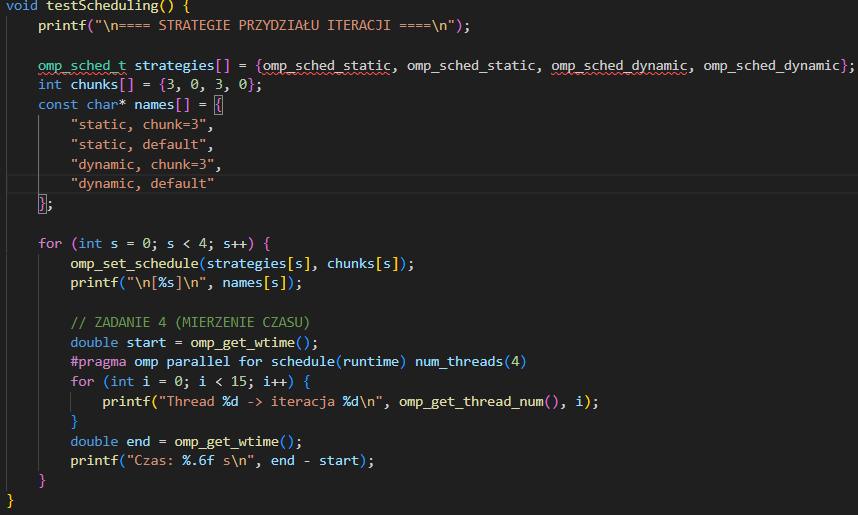 void testScheduling() {
    printf("\n==== STRATEGIE PRZYDZIAŁU ITERACJI ====\n");

    omp_sched_t strategies[] = {omp_sched_static, omp_sched_static, omp_sched_dynamic, omp_sched_dynamic};
    int chunks[] = {3, 0, 3, 0};
    const char* names[] = {
        "static, chunk=3",
        "static, default",
        "dynamic, chunk=3",
        "dynamic, default"
    };

    for (int s = 0; s < 4; s++) {
        omp_set_schedule(strategies[s], chunks[s]);
        printf("\n[%s]\n", names[s]);

        // ZADANIE 4 (MIERZENIE CZASU)
        double start = omp_get_wtime();
        #pragma omp parallel for schedule(runtime) num_threads(4)
        for (int i = 0; i < 15; i++) {
            printf("Thread %d -> iteracja %d\n", omp_get_thread_num(), i);
        }
        double end = omp_get_wtime();
        printf("Czas: %.6f s\n", end - start);
    }
}